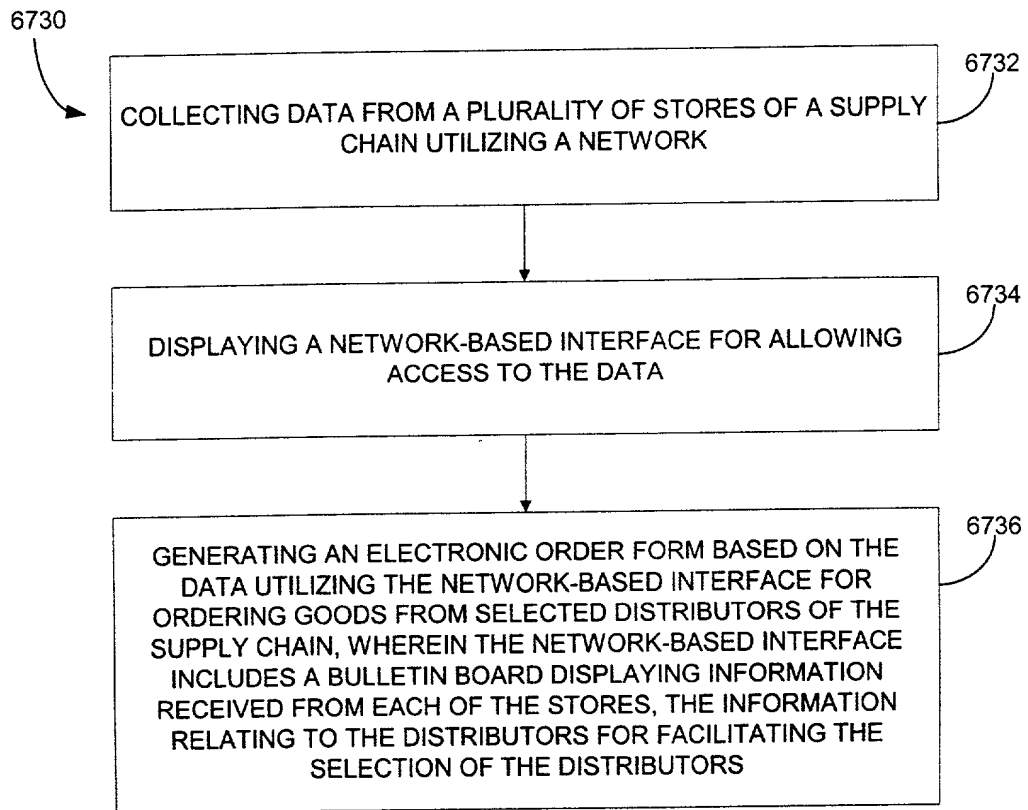 6730
6732
COLLECTING DATA FROM A PLURALITY OF STORES OF A SUPPLY
CHAIN UTILIZING A NETWORK
6734
DISPLAYING A NETWORK-BASED INTERFACE FOR ALLOWING
ACCESS TO THE DATA
6736
GENERATING AN ELECTRONIC ORDER FORM BASED ON THE
DATA UTILIZING THE NETWORK-BASED INTERFACE FOR
ORDERING GOODS FROM SELECTED DISTRIBUTORS OF THE
SUPPLY CHAIN, WHEREIN THE NETWORK-BASED INTERFACE
INCLUDES A BULLETIN BOARD DISPLAYING INFORMATION
RECEIVED FROM EACH OF THE STORES, THE INFORMATION
RELATING TO THE DISTRIBUTORS FOR FACILITATING THE
SELECTION OF THE DISTRIBUTORS